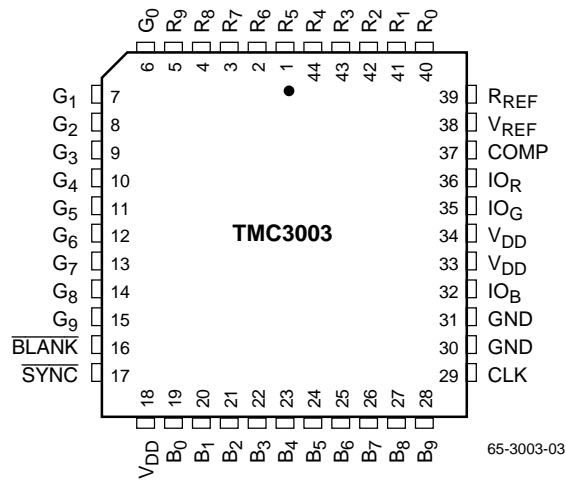 G0 R9 R8 R7 R6 R5 R4 R3 R2 R1 R0
6 5 4 3 2 1 44 43 42 41 40
G1 7 39 RREF
G2 8 38 VREF
G3 9 37 COMP
G4 10 36 IOR
G5 11 35 IOG
G6 12 TMC3003 34 VDD
G7 13 33 VDD
G8 14 32 IOB
G9 15 31 GND
BLANK 16 30 GND
SYNC 17 29 CLK
18 19 20 21 22 23 24 25 26 27 28
VDD B0 B1 B2 B3 B4 B5 B6 B7 B8 B9
65-3003-03